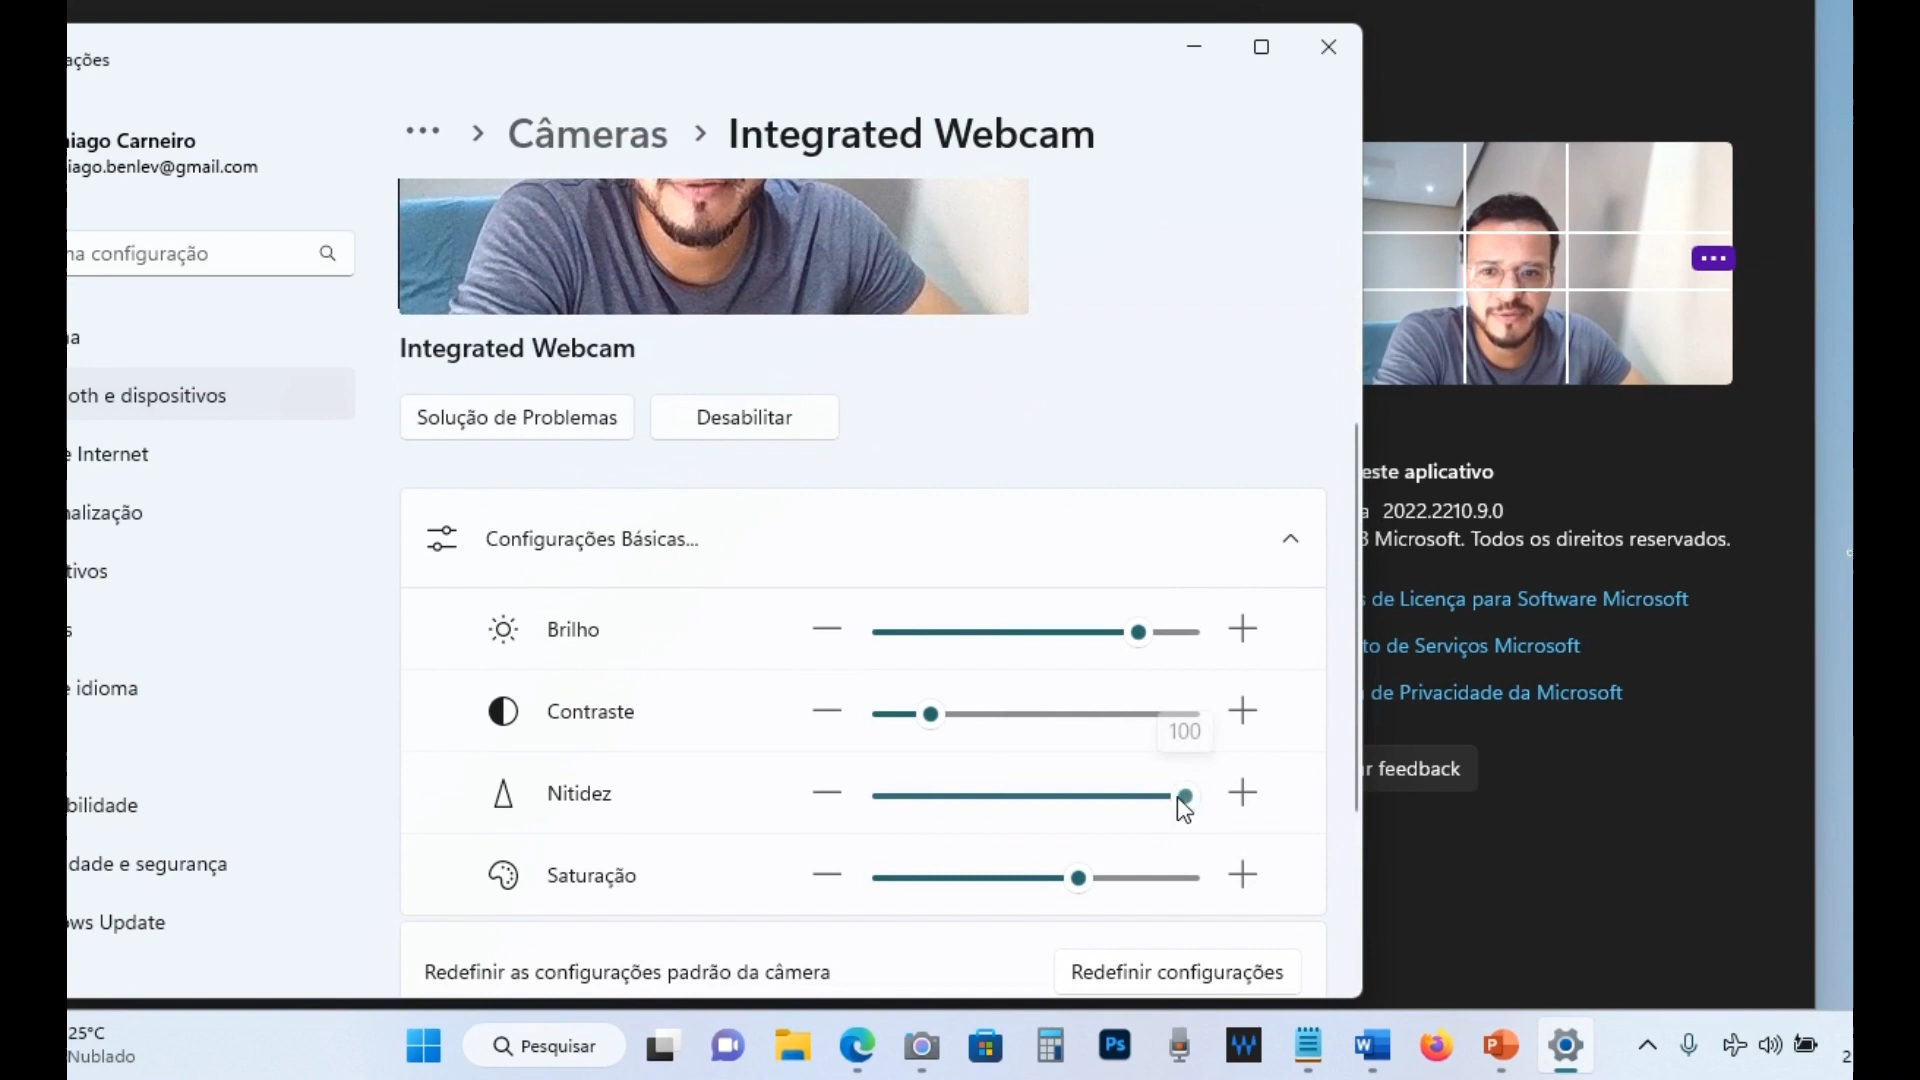 ações
iago Carneiro
iago.benlev@gmail.com
na configuração
oth e dispositivos
e Internet
nalização
tivos
e idioma
bilidade
dade e segurança
ws Update
··· > Câmeras > Integrated Webcam
Integrated Webcam
Solução de Problemas
Desabilitar
Configurações Básicas...
Brilho
Contraste
100
Nitidez
Saturação
Redefinir as configurações padrão da câmera
Redefinir configurações
este aplicativo
a 2022.2210.9.0
3 Microsoft. Todos os direitos reservados.
s de Licença para Software Microsoft
to de Serviços Microsoft
de Privacidade da Microsoft
r feedback
25°C
Nublado
Pesquisar
Ps
W
P
2